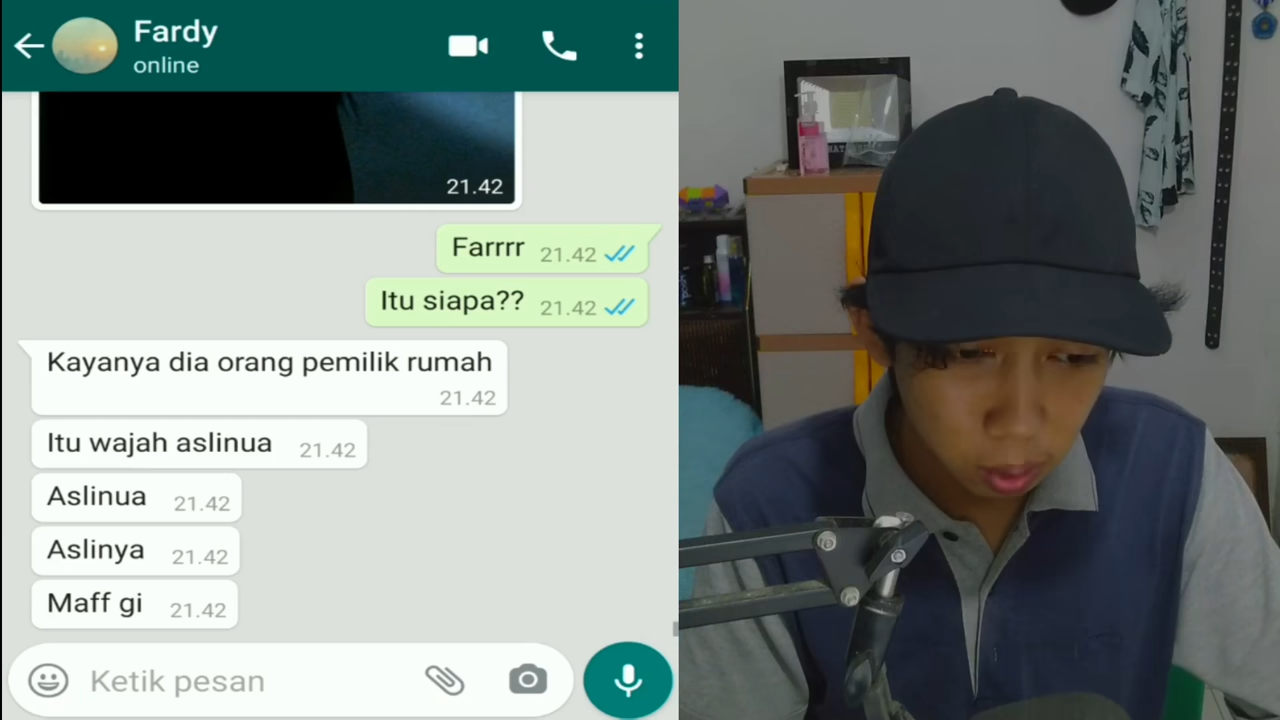 Fardy
online
21.42
Farrrr 21.42
Itu siapa?? 21.42
Kayanya dia orang pemilik rumah
21.42
Itu wajah aslinua 21.42
Aslinua 21.42
Aslinya 21.42
Maff gi 21.42
Ketik pesan